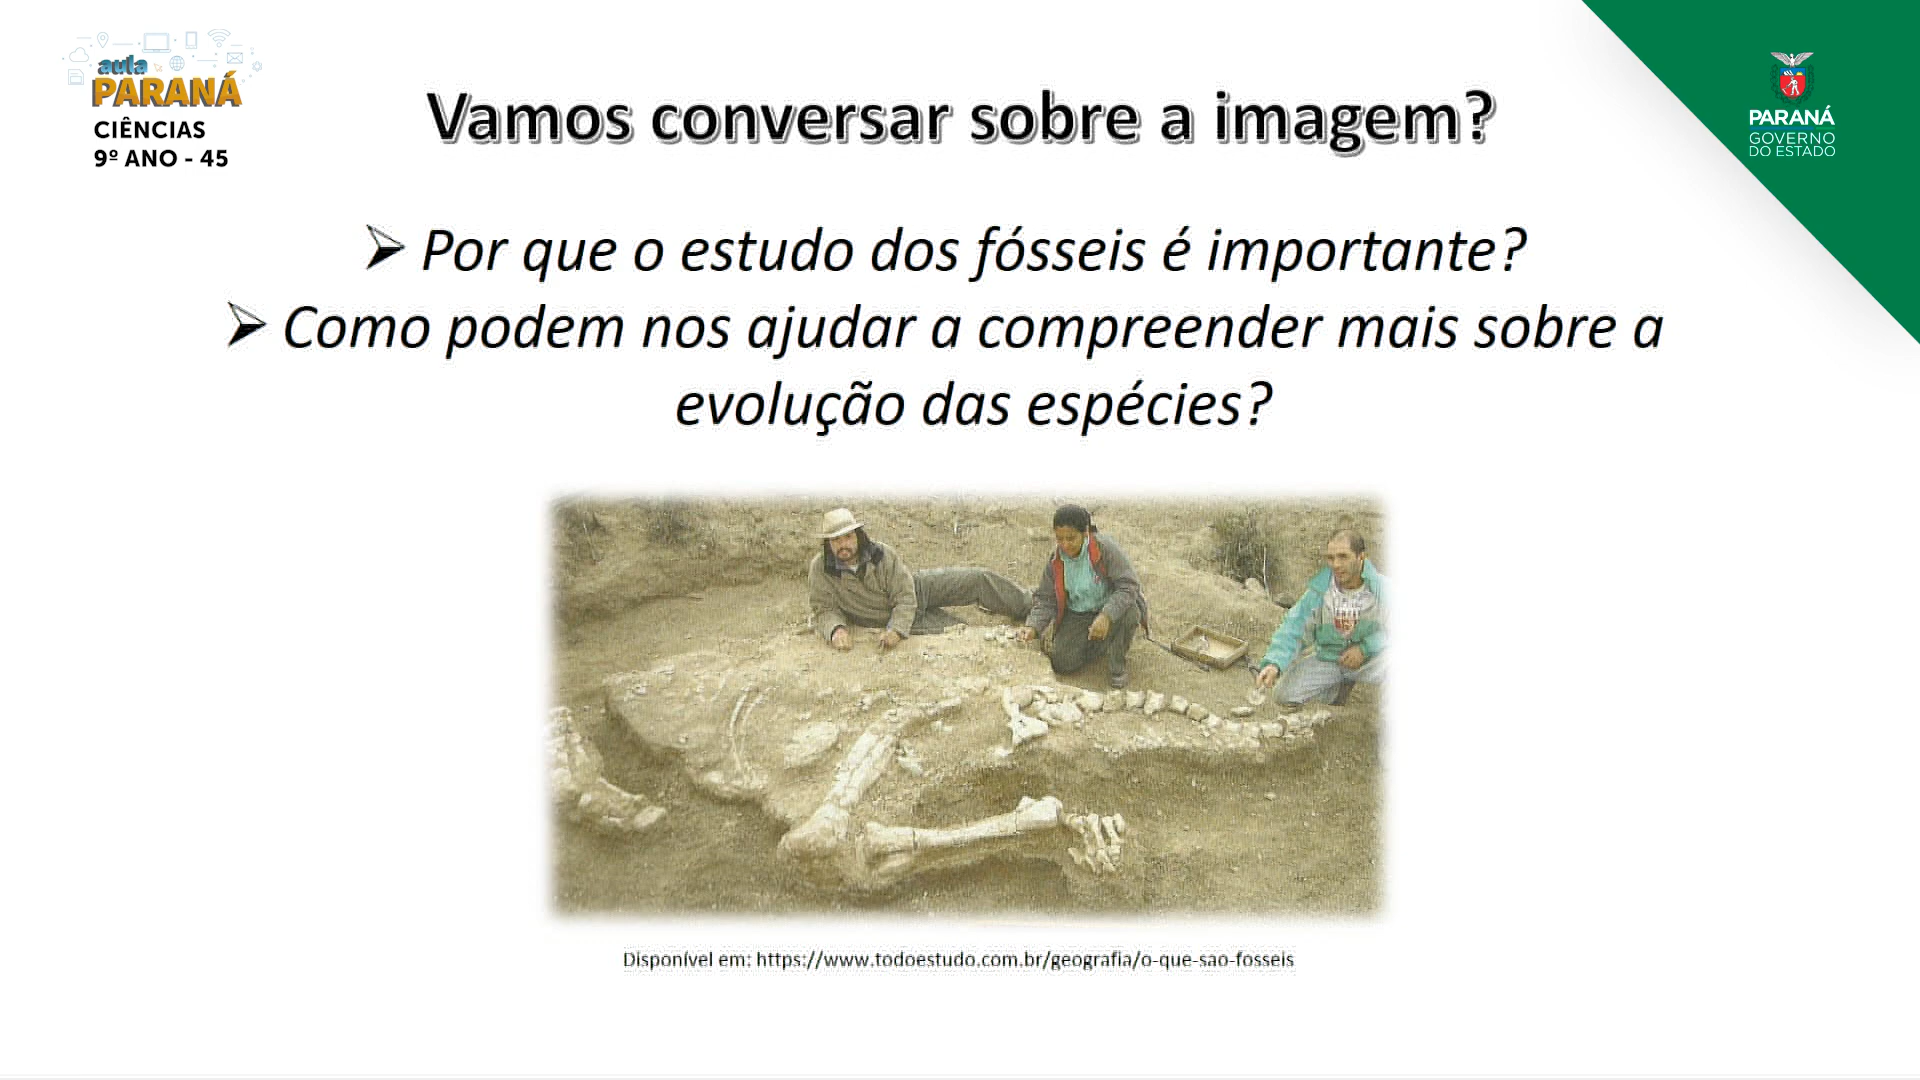 aula
PARANÁ
CIÊNCIAS
9º ANO - 45
Vamos conversar sobre a imagem?
PARANÁ
GOVERNO
DO ESTADO
➢ Por que o estudo dos fósseis é importante?
➢ Como podem nos ajudar a compreender mais sobre a
evolução das espécies?
Disponível em: https://www.todoestudo.com.br/geografia/o-que-sao-fosseis